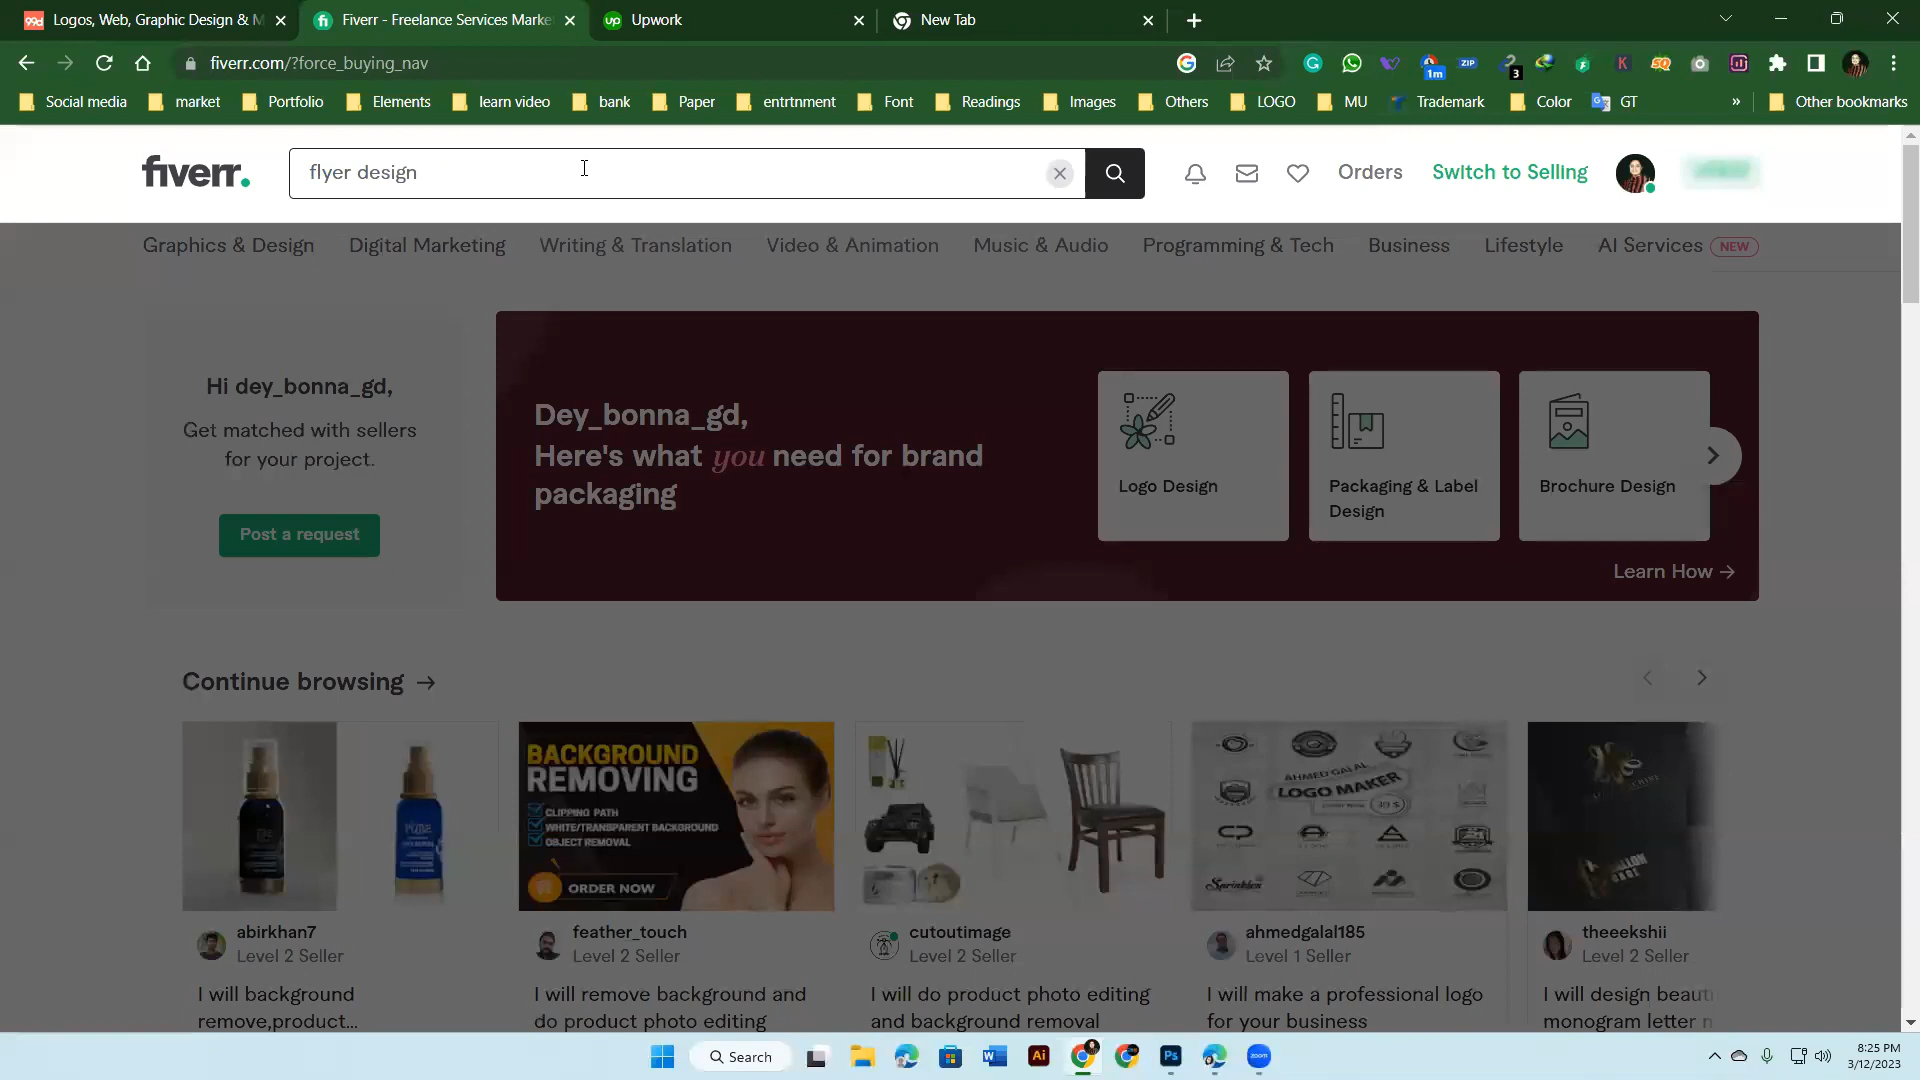 Logos, Web, Graphic Design & M
Fiverr - Freelance Services Marke
Upwork
New Tab
fiverr.com/?force_buying_nav
1m
ZIP
3
Social media
market
Portfolio
Elements
learn video
bank
Paper
entrtnment
Font
Readings
Images
Others
LOGO
MU
Trademark
Color
GT
»
Other bookmarks
fiverr.
flyer design
Orders
Switch to Selling
Graphics & Design
Digital Marketing
Writing & Translation
Video & Animation
Music & Audio
Programming & Tech
Business
Lifestyle
AI Services
NEW
Hi dey_bonna_gd,
Get matched with sellers
for your project.
Post a request
Dey_bonna_gd,
Here's what you need for brand
packaging
Logo Design
Packaging & Label
Design
Brochure Design
Learn How →
Continue browsing →
BACKGROUND
REMOVING
CLIPPING PATH
WHITE/TRANSPARENT BACKGROUND
OBJECT REMOVAL
ORDER NOW
AHMED GALAL
LOGO MAKER
abirkhan7
Level 2 Seller
feather_touch
Level 2 Seller
cutoutimage
Level 2 Seller
ahmedgalal185
Level 1 Seller
theeekshii
Level 2 Seller
I will background
remove,product...
I will remove background and
do product photo editing
I will do product photo editing
and background removal
I will make a professional logo
for your business
I will design beaut
monogram letter n
Search
8:25 PM
3/12/2023